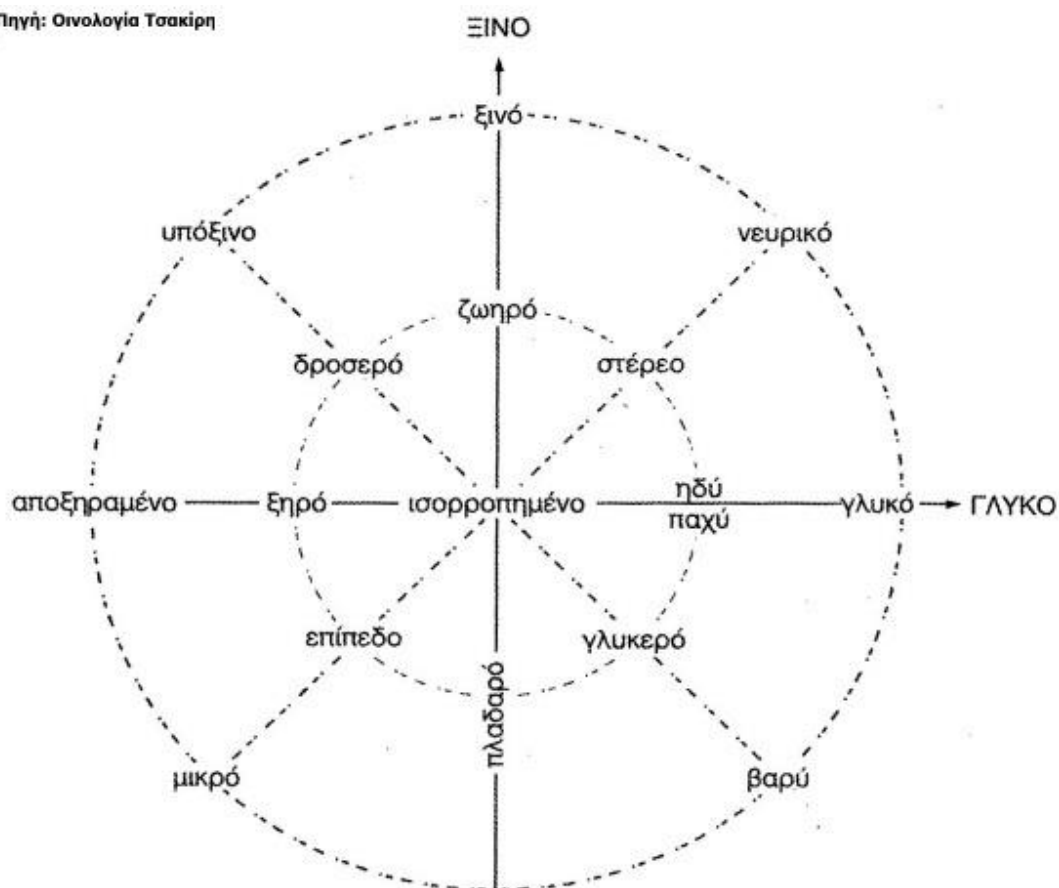 Πηγή: Οινολογία Τσακίρη
ΞΙΝΟ
ξινό
υπόξινο
νευρικό
ζωηρό
δροσερό
στέρεο
αποξηραμένο
ξηρό
ισορροπημένο
ηδύ
παχύ
γλυκό
ΓΛΥΚΟ
επίπεδο
γλυκερό
πλαδαρό
μικρό
βαρύ